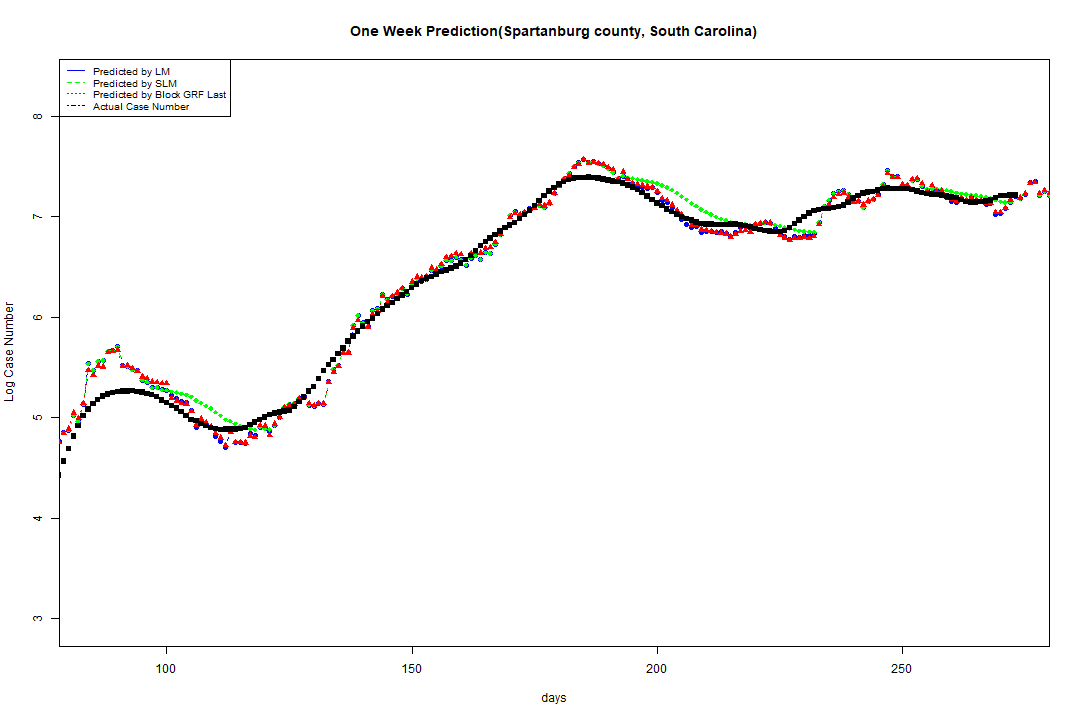 One Week Prediction(Spartanburg county, South Carolina)
Predicted by LM
Predicted by SLM
Predicted by Block GRF Last
Actual Case Number
8
7
6
5
4
3
Log Case Number
100 150 200 250
days